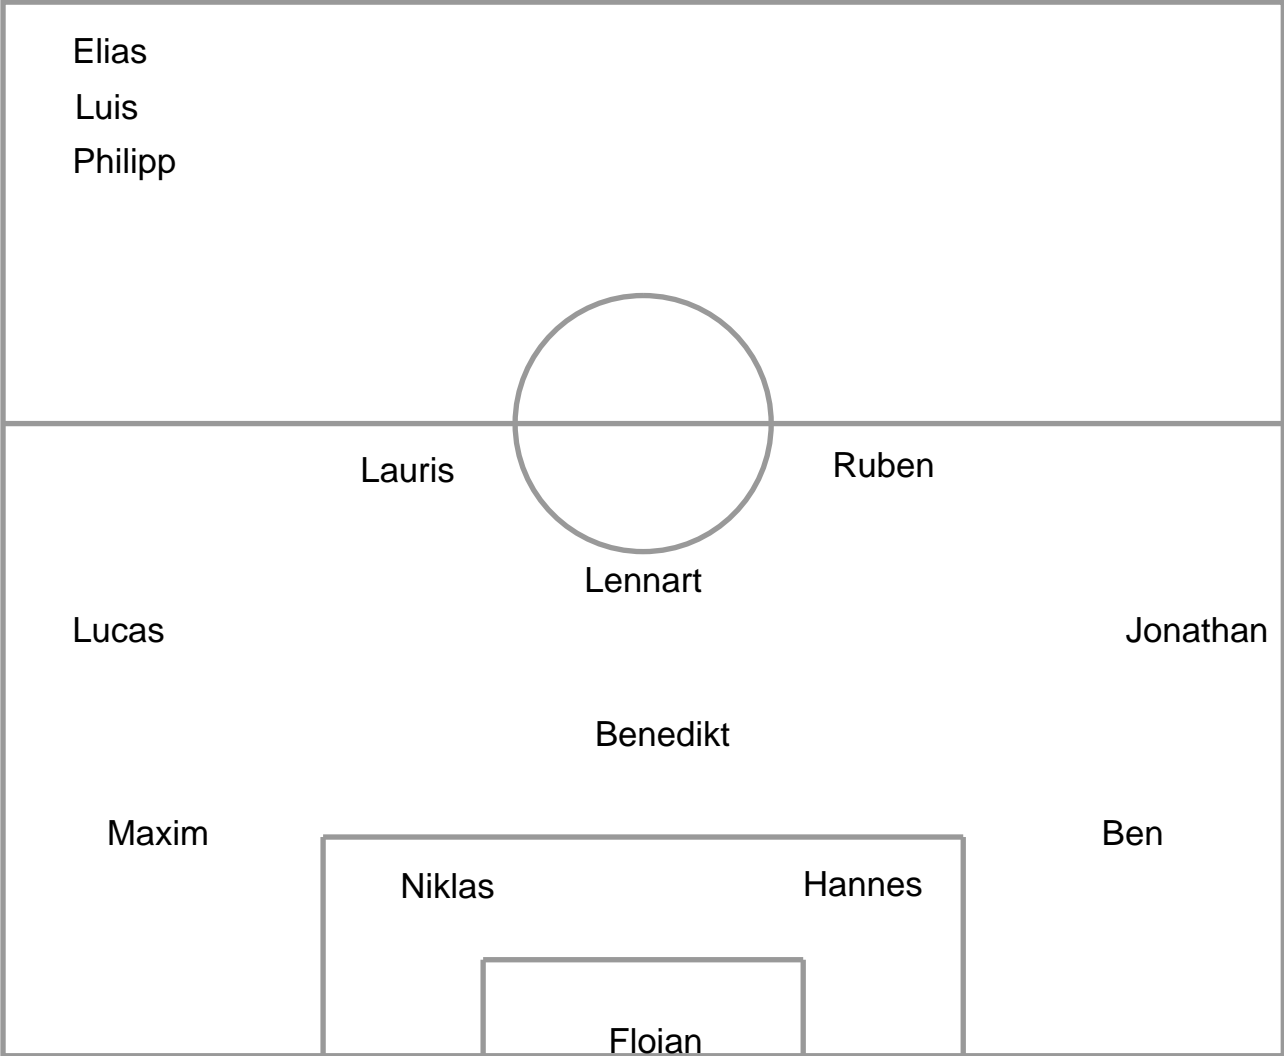 Elias
Luis
Philipp
Lauris
Ruben
Lennart
Lucas
Jonathan
Benedikt
Maxim
Ben
Niklas
Hannes
Floian